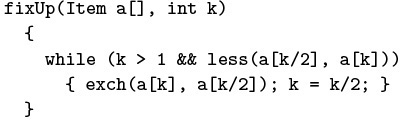 fixUp(Item a[], int k)
{
while (k > 1 && less(a[k/2], a[k]))
{ exch(a[k], a[k/2]); k = k/2; }
}